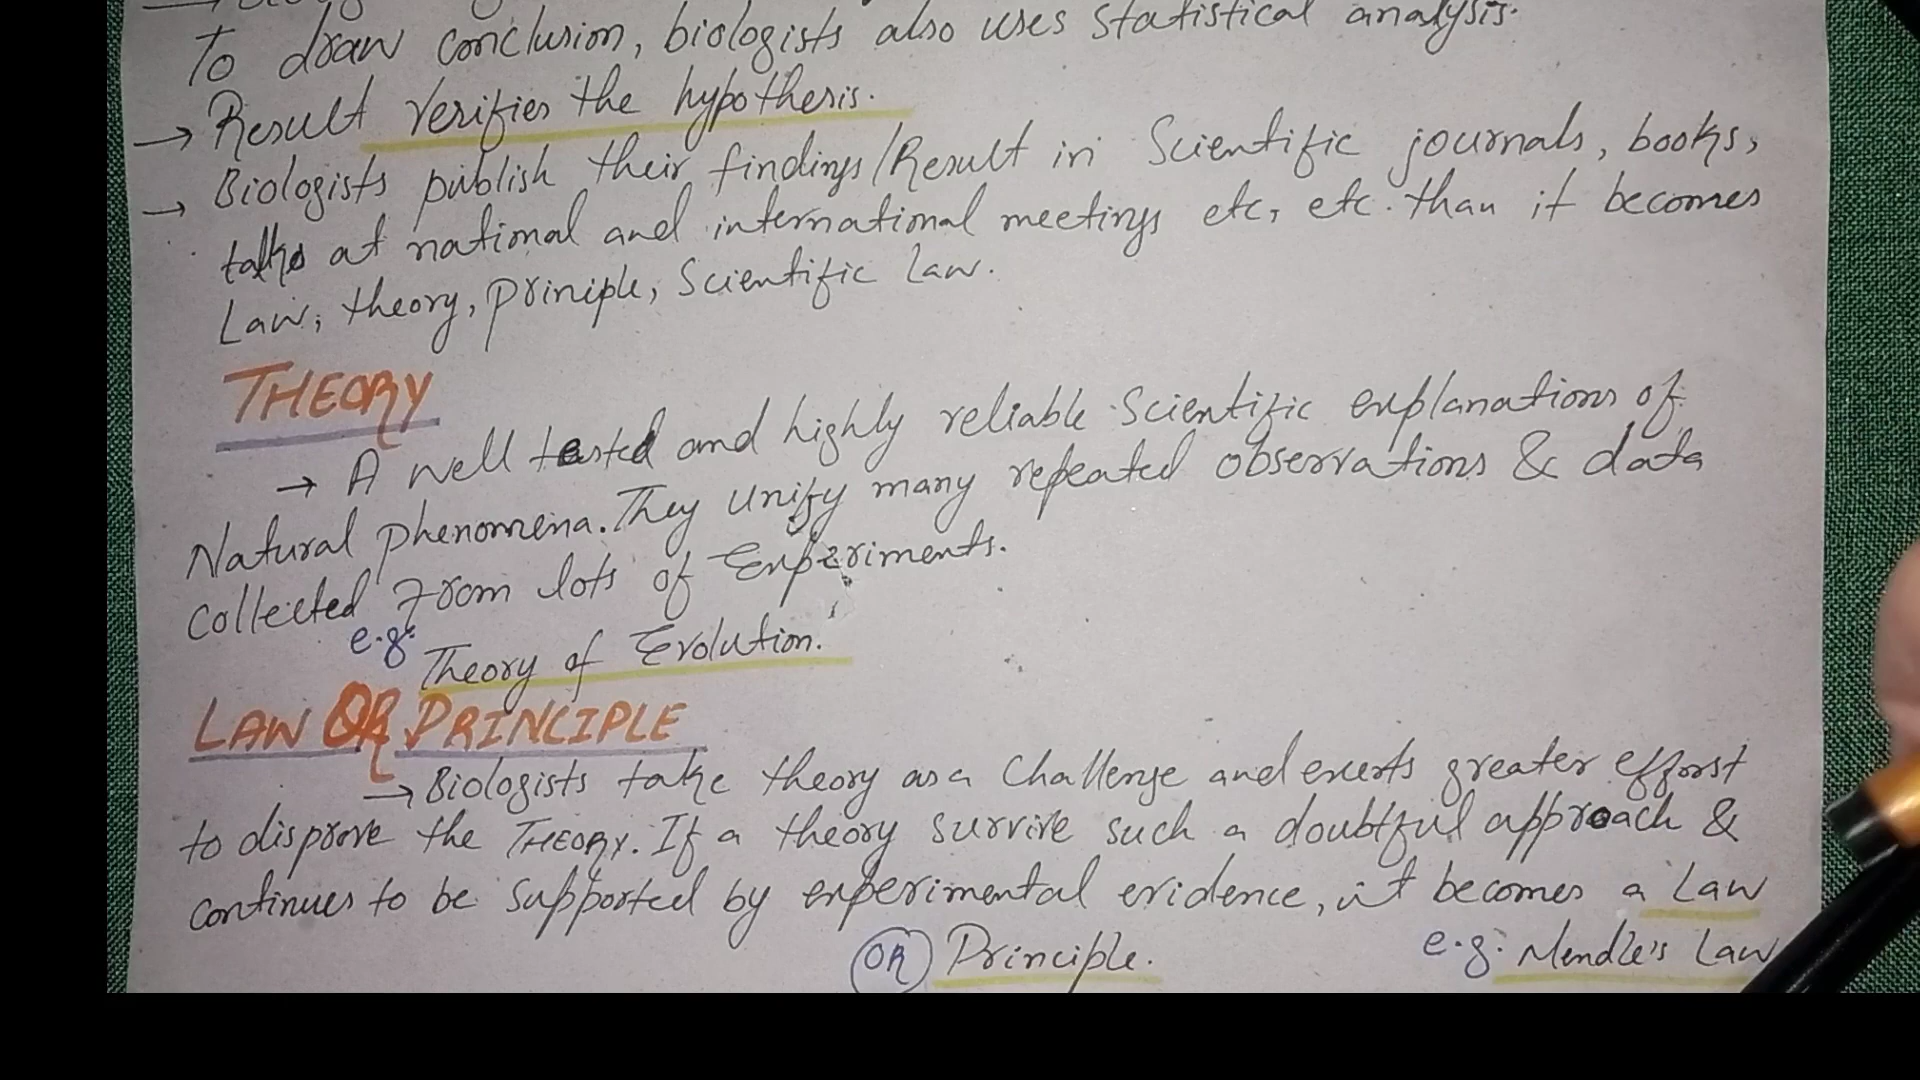 To draw conclusion, biologists also uses statistical analysis.
→ Result verifies the hypothesis.
→ Biologists publish their findings/Result in Scientific journals, books,
talks at national and international meetings etc, etc. than it becomes
Law, theory, priniple, Scientific Law.
THEORY
→ A well tested and highly reliable Scientific explanations of
Natural phenomena. They unify many repeated observations & data
collected from lots of Experiments.
e.g: Theory of Evolution.
LAW OR PRINCIPLE
→ Biologists take theory as a Challenge and exerts greater effort
to disprove the THEORY. If a theory survive such a doubtful approach &
continues to be supported by experimental evidence, it becomes a Law
OR Principle. e.g: Mendle's Law